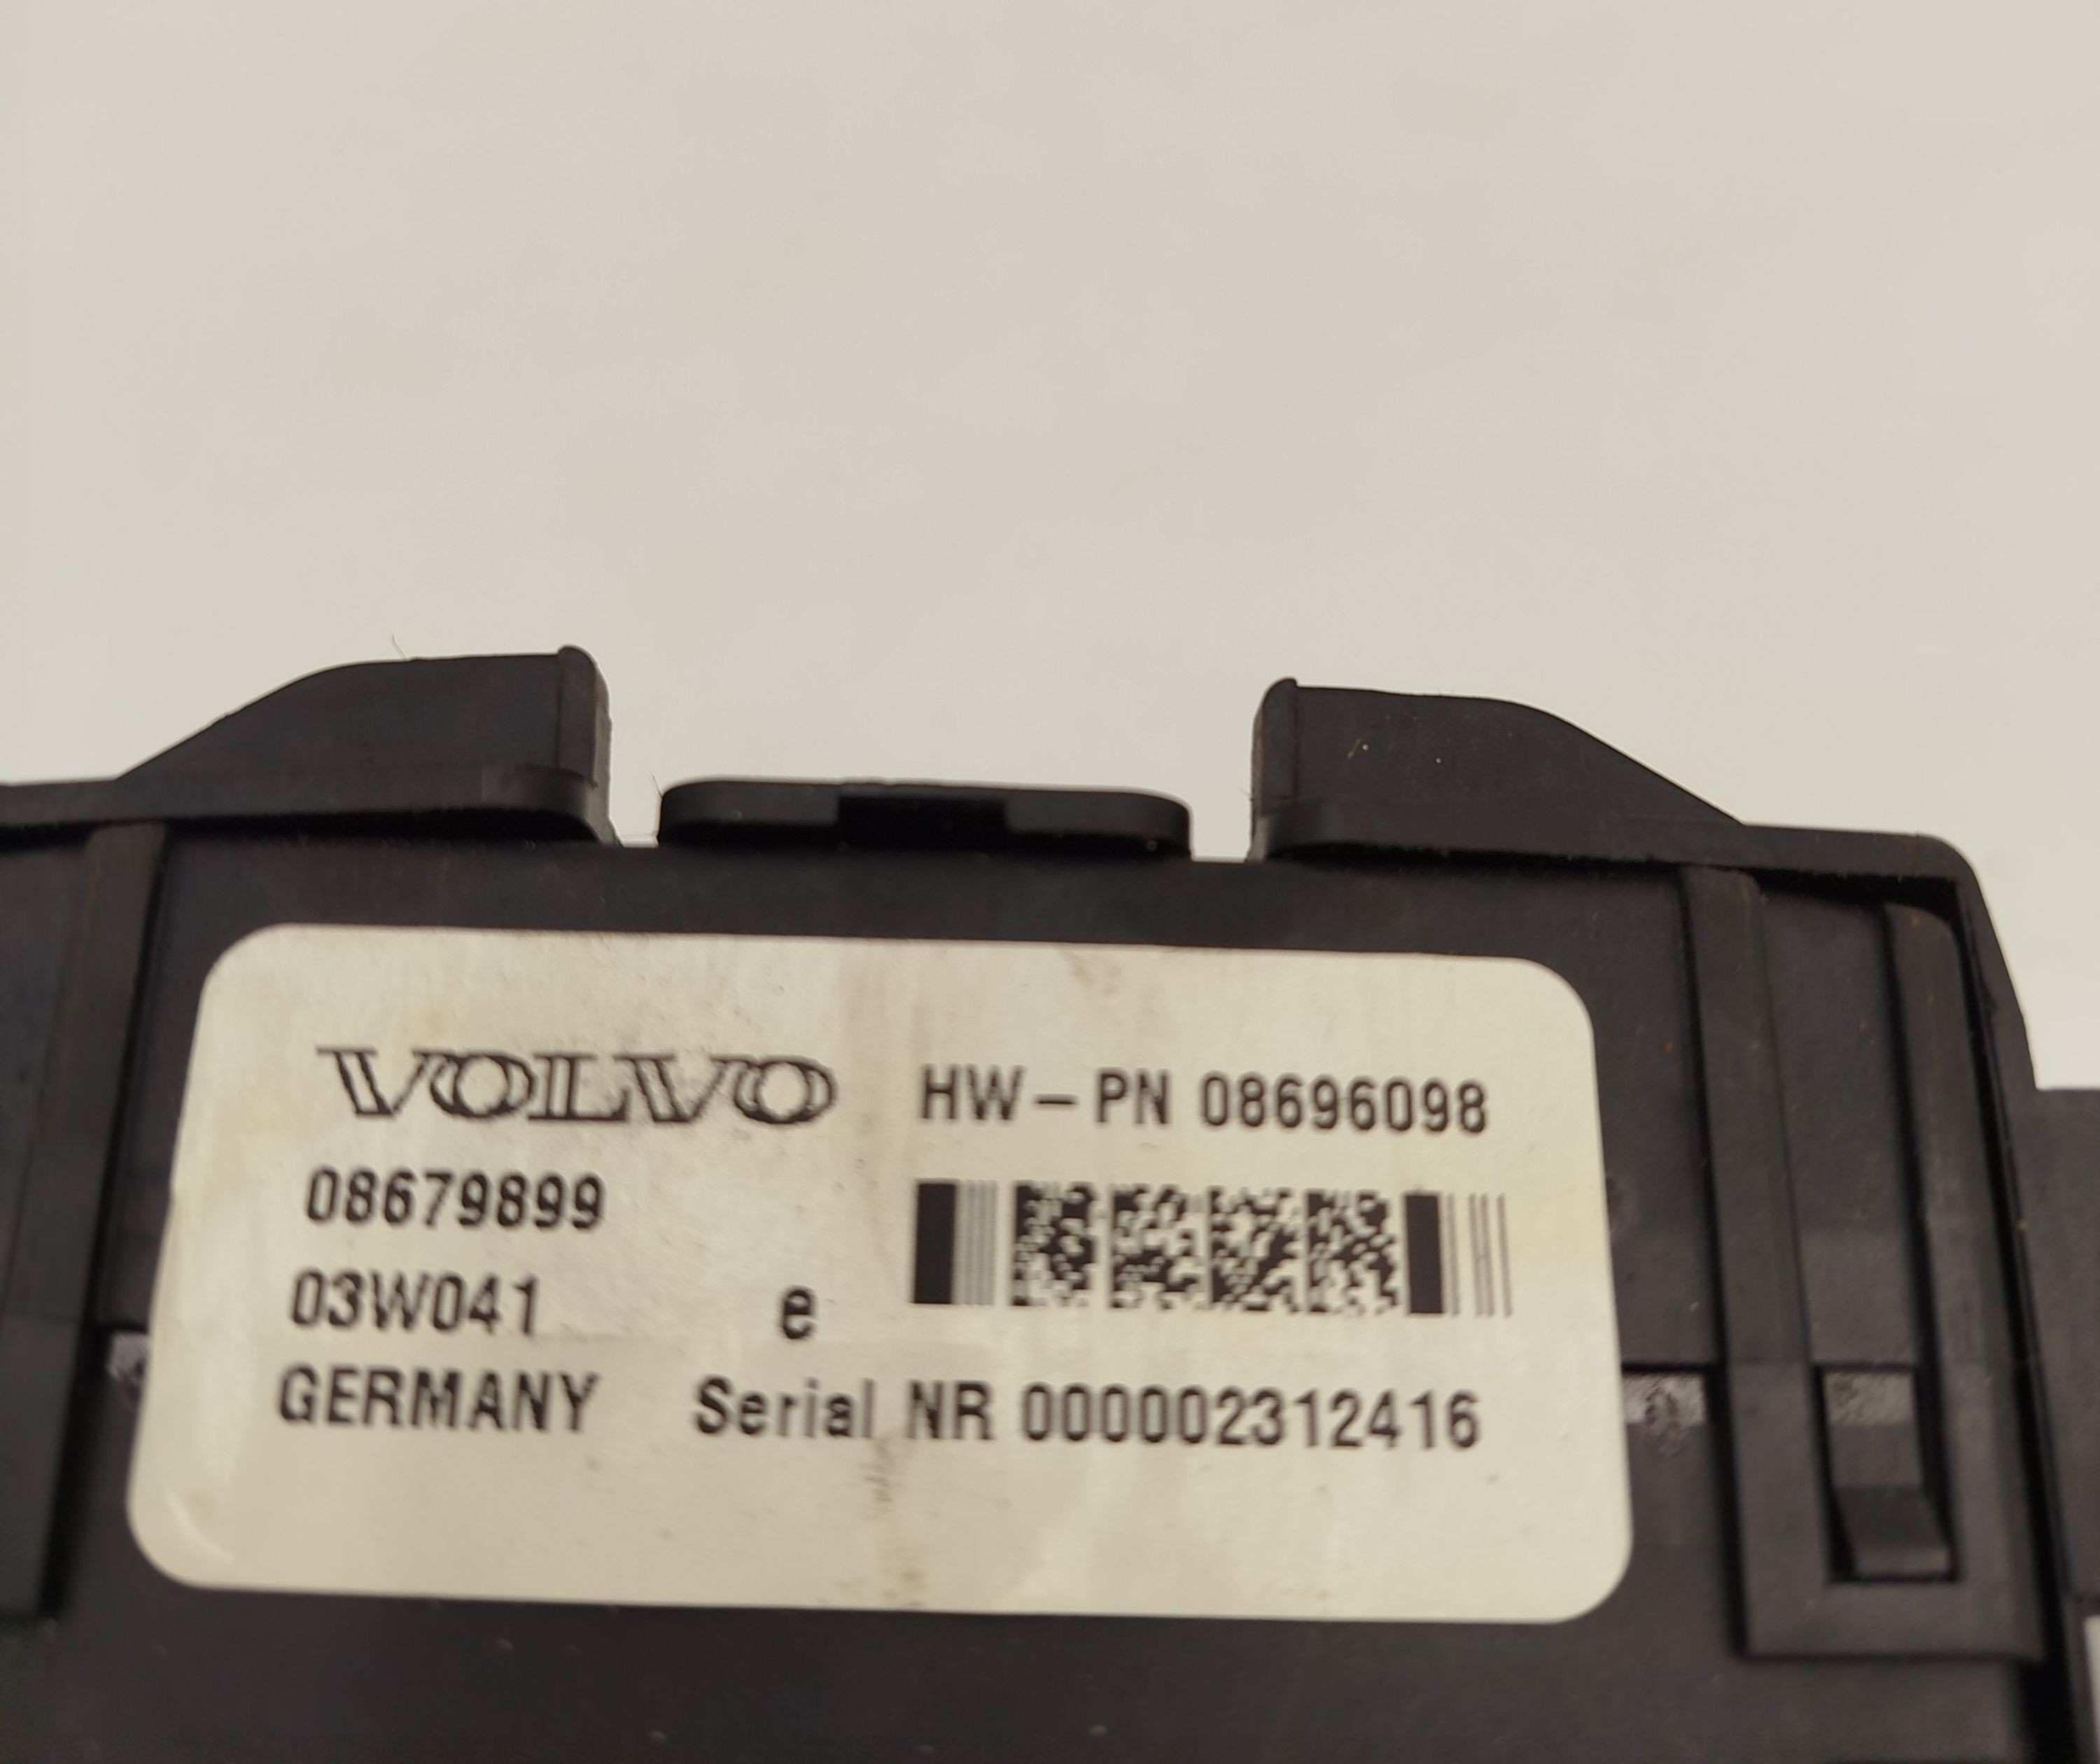 VOLVO HW-PN 08696098
08679899
03W041 e
GERMANY Serial NR 000002312416